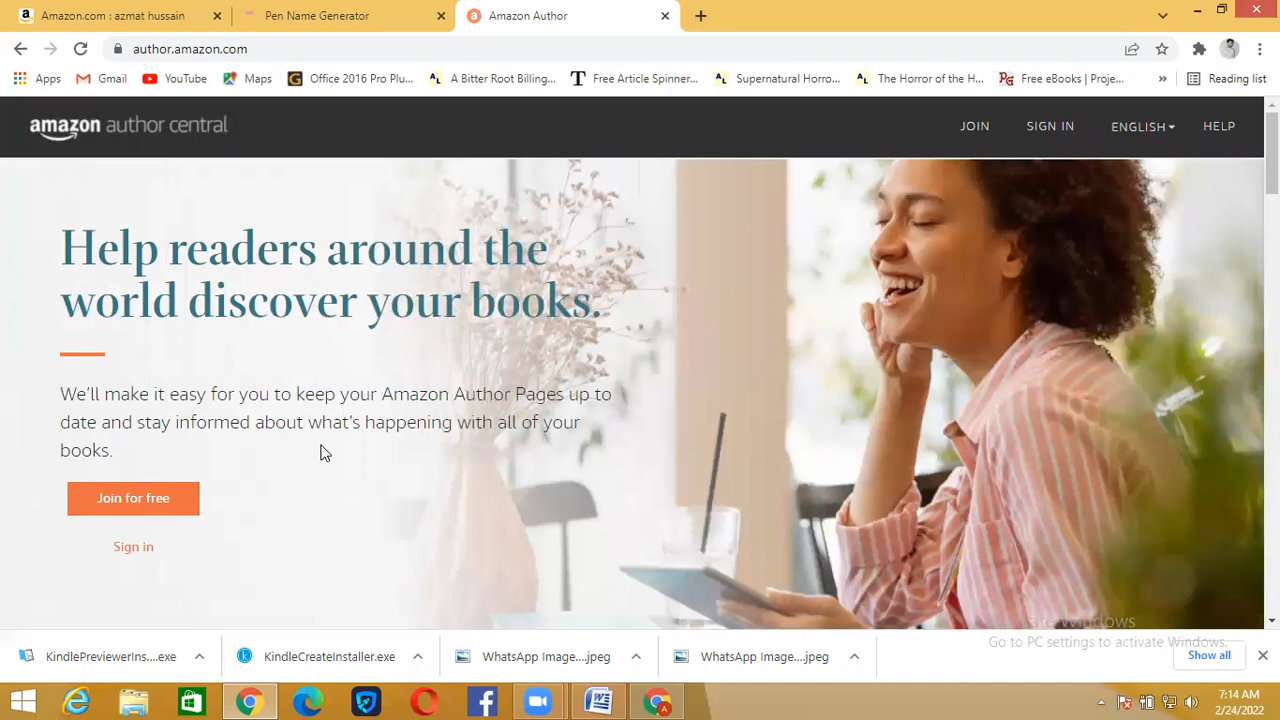 Amazon.com : azmat hussain
Pen Name Generator
Amazon Author
author.amazon.com
Apps
Gmail
YouTube
Maps
Office 2016 Pro Plu...
A Bitter Root Billing...
Free Article Spinner...
Supernatural Horro...
The Horror of the H...
Free eBooks | Proje...
Reading list
amazon author central
JOIN
SIGN IN
ENGLISH
HELP
Help readers around the
world discover your books.
We'll make it easy for you to keep your Amazon Author Pages up to
date and stay informed about what's happening with all of your
books.
Join for free
Sign in
Windows
Go to PC settings to activate Windows.
KindlePreviewerIns....exe
KindleCreateInstaller.exe
WhatsApp Image....jpeg
WhatsApp Image....jpeg
Show all
7:14 AM
2/24/2022